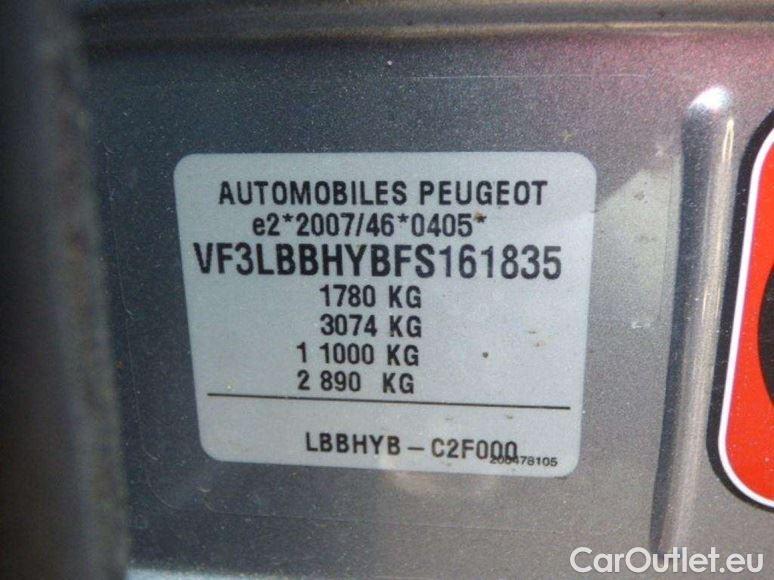 AUTOMOBILES PEUGEOT
e2*2007/46*0405*
VF3LBBHYBFS161835
1780 KG
3074 KG
1 1000 KG
2 890 KG
LBBHYB - C2F000
200478105
CarOutlet.eu